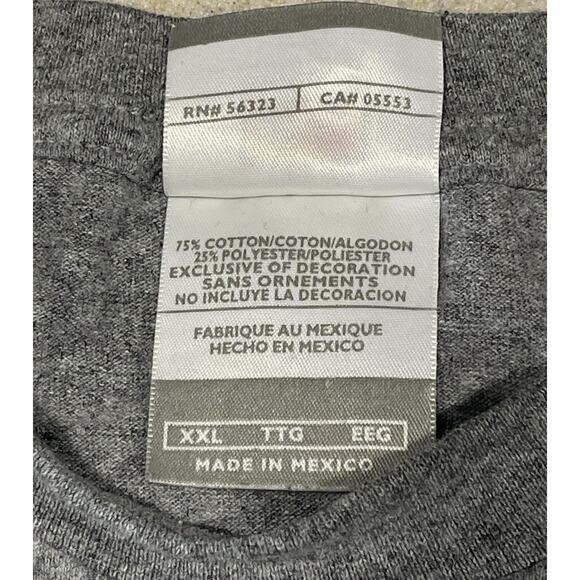 RN# 56323 | CA# 05553
75% COTTON/COTON/ALGODON
25% POLYESTER/POLIESTER
EXCLUSIVE OF DECORATION
SANS ORNEMENTS
NO INCLUYE LA DECORACION
FABRIQUE AU MEXIQUE
HECHO EN MEXICO
XXL TTG EEG
MADE IN MEXICO